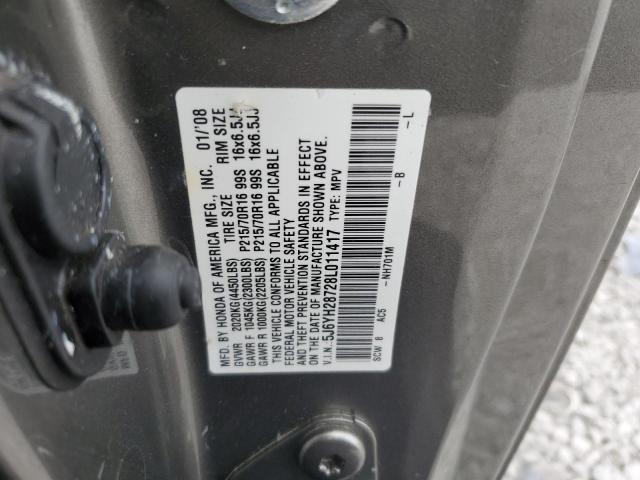 MFD. BY HONDA OF AMERICA MFG., INC. 01/'08
TIRE SIZE RIM SIZE
GVWR 2020KG(4450LBS)
GAWR F 1045KG(2300LBS) P215/70R16 99S 16x6.5JJ
GAWR R 1000KG(2205LBS) P215/70R16 99S 16x6.5JJ
THIS VEHICLE CONFORMS TO ALL APPLICABLE
FEDERAL MOTOR VEHICLE SAFETY
AND THEFT PREVENTION STANDARDS IN EFFECT
ON THE DATE OF MANUFACTURE SHOWN ABOVE.
V.I.N.: 5J6YH28728L011417 TYPE: MPV
-NH701M -B -L
SCW 8 AC5